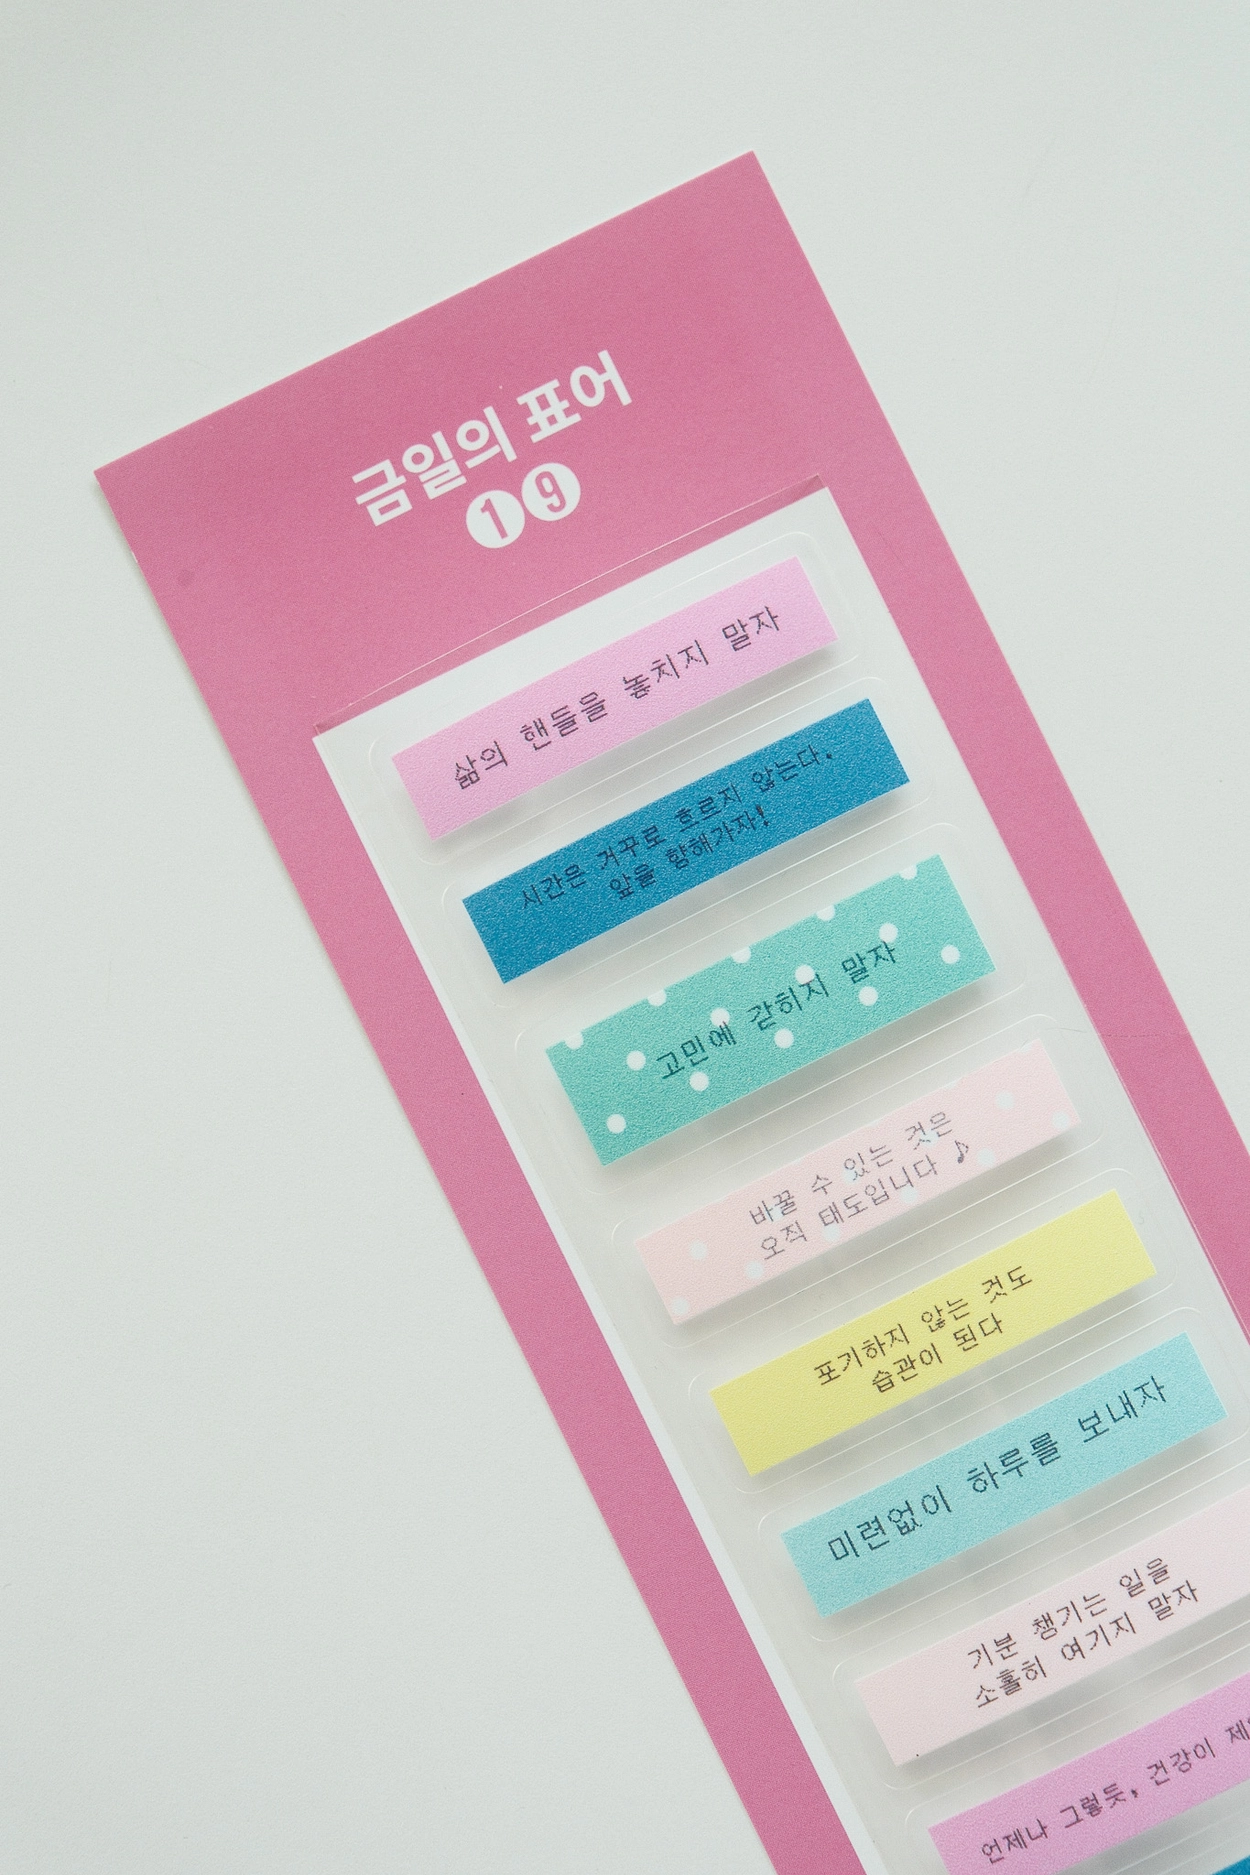 금일의 표어
19
삶의 핸들을 놓치지 말자
시간은 거꾸로 흐르지 않는다.
앞을 향해가자!
고민에 갇히지 말자
바꿀 수 있는 것은
오직 태도입니다 ♪
포기하지 않는 것도
습관이 된다
미련없이 하루를 보내자
기분 챙기는 일을
소홀히 여기지 말자
언제나 그렇듯, 건강이